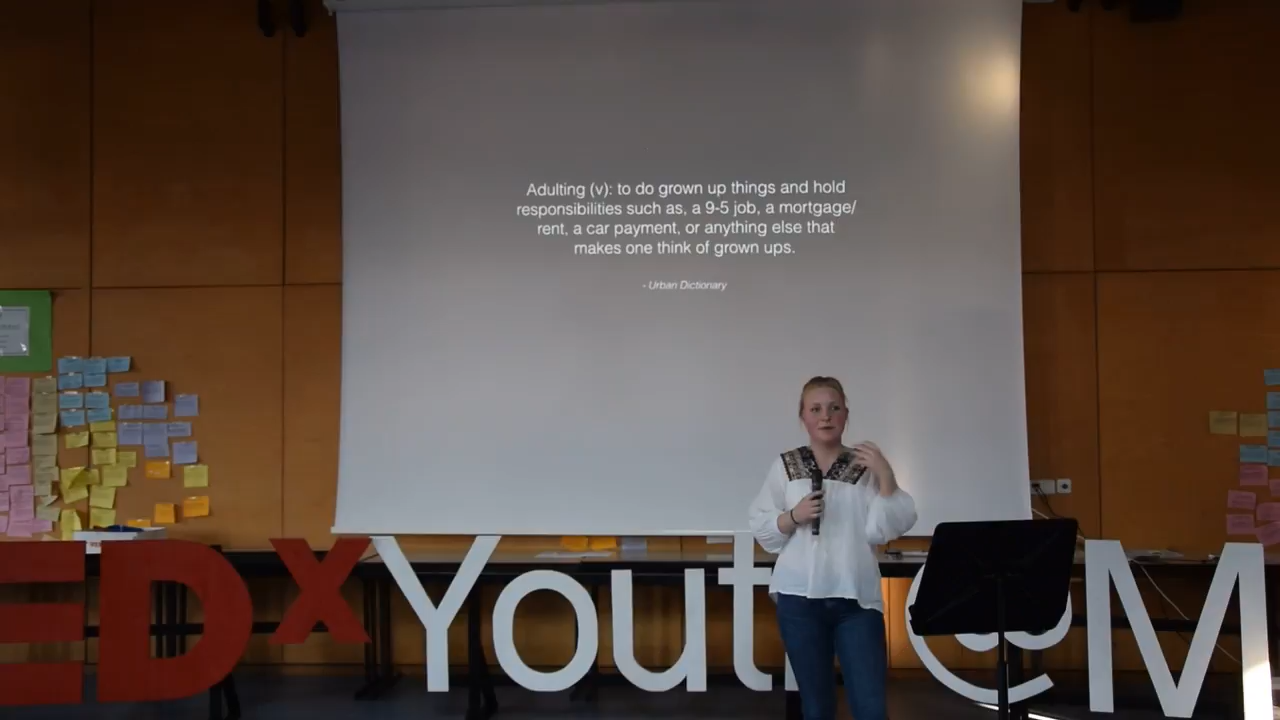 Adulting (v): to do grown up things and hold
responsibilities such as, a 9-5 job, a mortgage/
rent, a car payment, or anything else that
makes one think of grown ups.
- Urban Dictionary
EDxYout @M